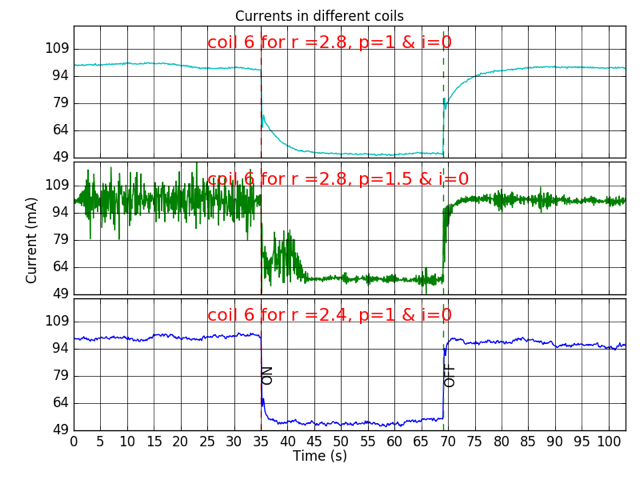 Currents in different coils
coil 6 for r =2.8, p=1 & i=0
109
94
79
64
49
coil 6 for r =2.8, p=1.5 & i=0
109
94
79
64
49
Current (mA)
coil 6 for r =2.4, p=1 & i=0
109
94
79
64
49
ON
OFF
0 5 10 15 20 25 30 35 40 45 50 55 60 65 70 75 80 85 90 95 100
Time (s)